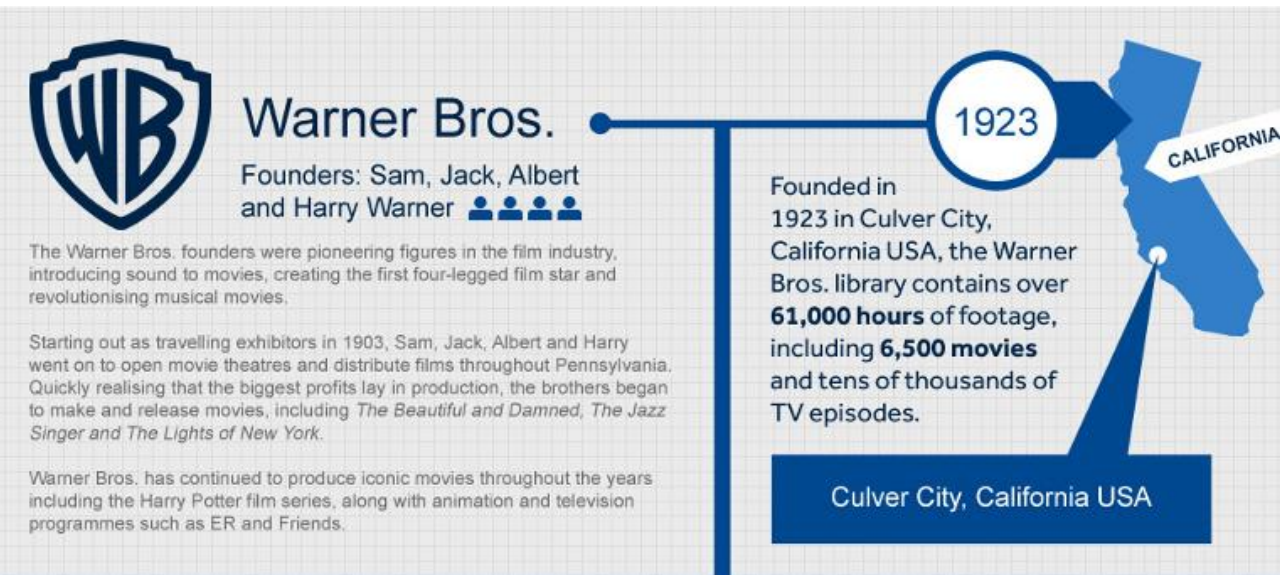 WB
Warner Bros.
Founders: Sam, Jack, Albert
and Harry Warner
The Warner Bros. founders were pioneering figures in the film industry,
introducing sound to movies, creating the first four-legged film star and
revolutionising musical movies.
Starting out as travelling exhibitors in 1903, Sam, Jack, Albert and Harry
went on to open movie theatres and distribute films throughout Pennsylvania.
Quickly realising that the biggest profits lay in production, the brothers began
to make and release movies, including The Beautiful and Damned, The Jazz
Singer and The Lights of New York.
Warner Bros. has continued to produce iconic movies throughout the years
including the Harry Potter film series, along with animation and television
programmes such as ER and Friends.
1923
CALIFORNIA
Founded in
1923 in Culver City,
California USA, the Warner
Bros. library contains over
61,000 hours of footage,
including 6,500 movies
and tens of thousands of
TV episodes.
Culver City, California USA